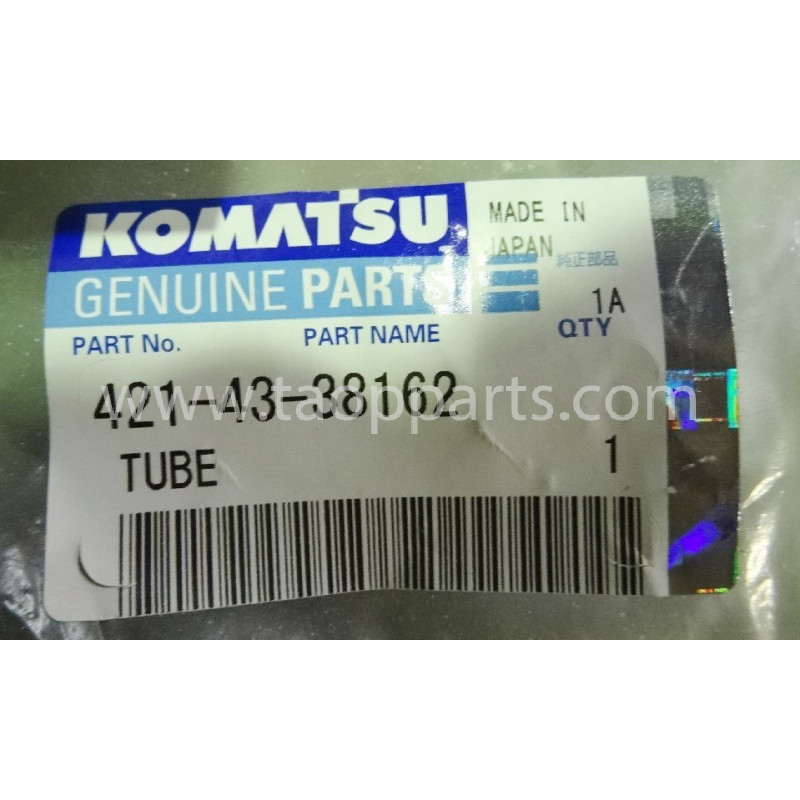 KOMATSU
MADE IN
JAPAN
GENUINE PARTS
純正部品
1A
PART No.
PART NAME
QTY
421-43-38162
www.taopparts.com
TUBE
1